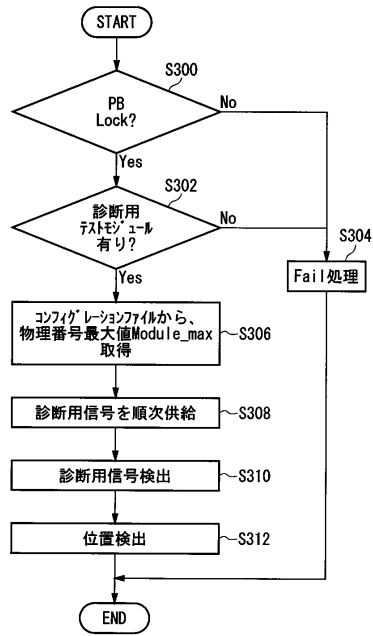 START
S300
PB
Lock?
No
Yes
S302
診断用
ﾃｽﾄﾓｼﾞｭｰﾙ
有り?
No
Yes
S304
Fail処理
ｺﾝﾌｨｸﾞﾚｰｼｮﾝﾌｧｲﾙから、
物理番号最大値Module_max
取得
S306
診断用信号を順次供給
S308
診断用信号検出
S310
位置検出
S312
END